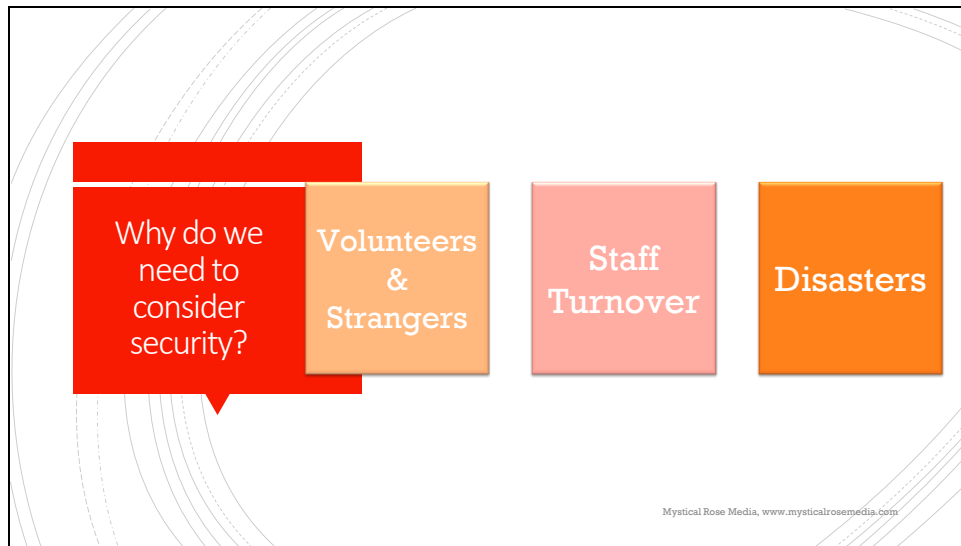 Why do we
need to
consider
security?
Volunteers
&
Strangers
Staff
Turnover
Disasters
Mystical Rose Media, www.mysticalrosemedia.com